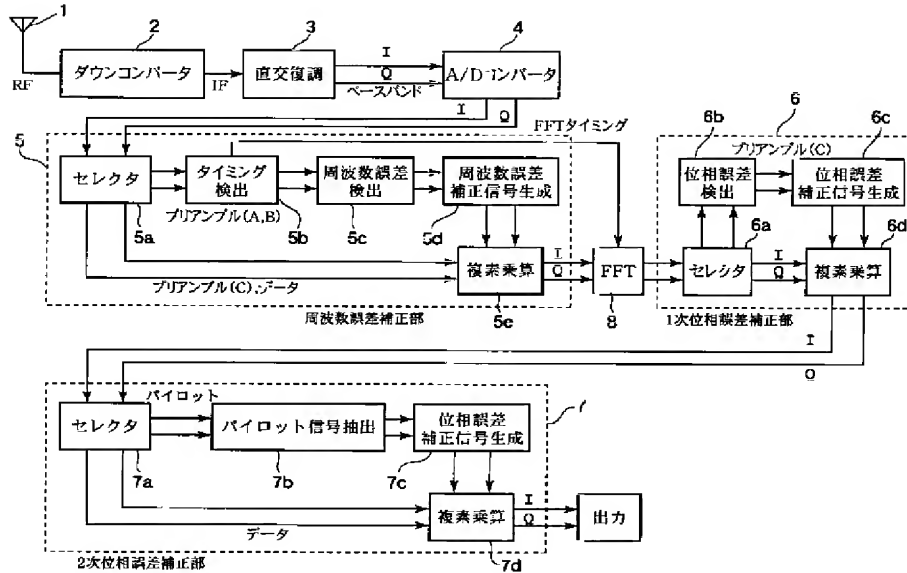 1
2
3
4
ダウンコンバータ
直交復調
A/Dコンバータ
RF
IF
I
Q
ベースバンド
I
Q
FFTタイミング
5
6
6b
6c
プリアンブル(C)
セレクタ
タイミング
検出
周波数誤差
検出
周波数誤差
補正信号生成
位相誤差
検出
位相誤差
補正信号生成
5a
プリアンブル(A,B)
5b
5c
5d
6a
6d
複素乗算
I
Q
FFT
セレクタ
I
Q
複素乗算
プリアンブル(C),データ
5e
8
周波数誤差補正部
1次位相誤差補正部
I
Q
パイロット
7
セレクタ
パイロット信号抽出
位相誤差
補正信号生成
7a
7b
7c
複素乗算
I
Q
出力
データ
7d
2次位相誤差補正部